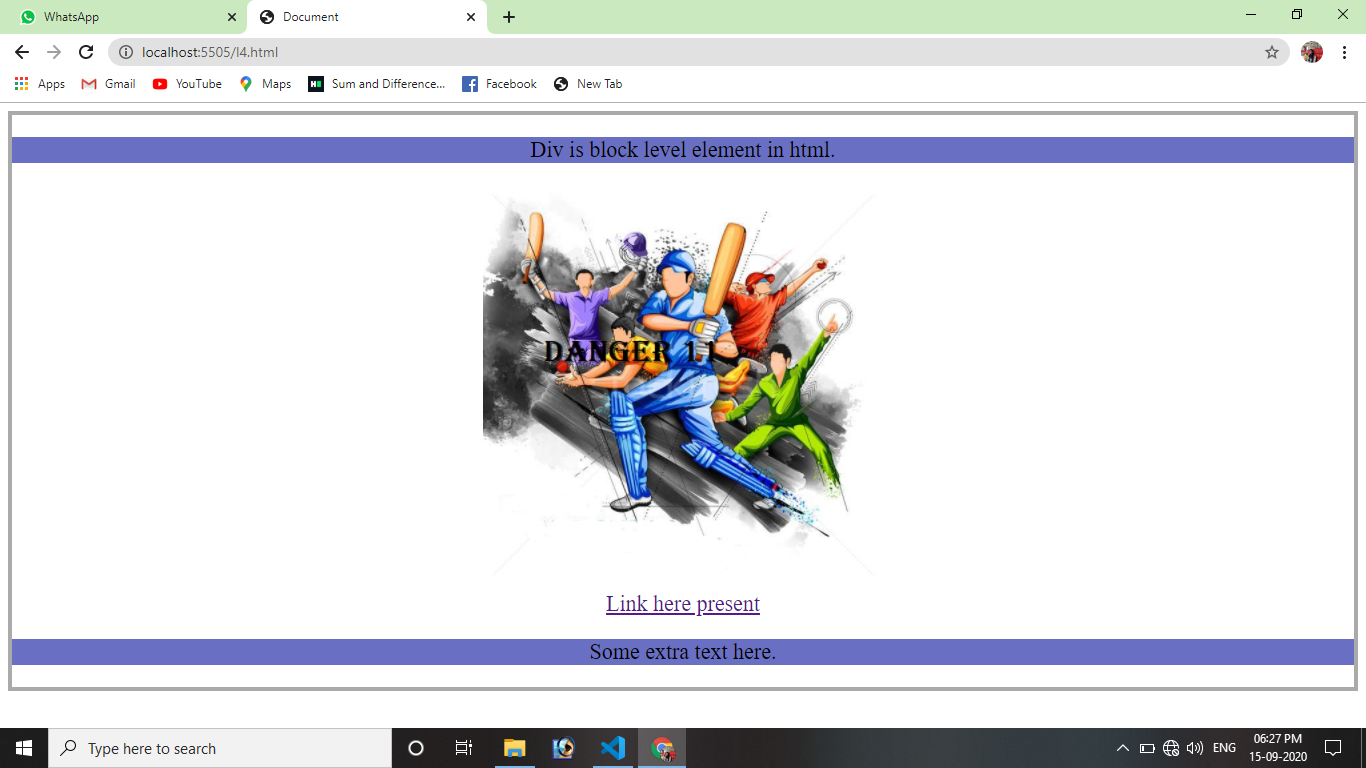 WhatsApp
Document
localhost:5505/l4.html
Apps
Gmail
YouTube
Maps
Sum and Difference...
Facebook
New Tab
Div is block level element in html.
DANGER 11
Link here present
Some extra text here.
Type here to search
ENG
06:27 PM
15-09-2020